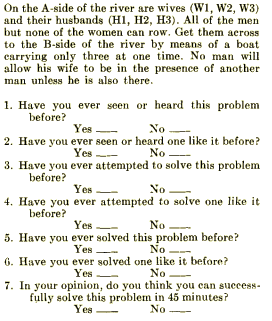 On the A-side of the river are wives (W1, W2, W3)
and their husbands (H1, H2, H3). All of the men
but none of the women can row. Get them across
to the B-side of the river by means of a boat
carrying only three at one time. No man will
allow his wife to be in the presence of another
man unless he is also there.
1. Have you ever seen or heard this problem
before?
Yes ___ No ___
2. Have you ever seen or heard one like it before?
Yes ___ No ___
3. Have you ever attempted to solve this problem
before?
Yes ___ No ___
4. Have you ever attempted to solve one like it
before?
Yes ___ No ___
5. Have you ever solved this problem before?
Yes ___ No ___
6. Have you ever solved one like it before?
Yes ___ No ___
7. In your opinion, do you think you can success-
fully solve this problem in 45 minutes?
Yes ___ No ___